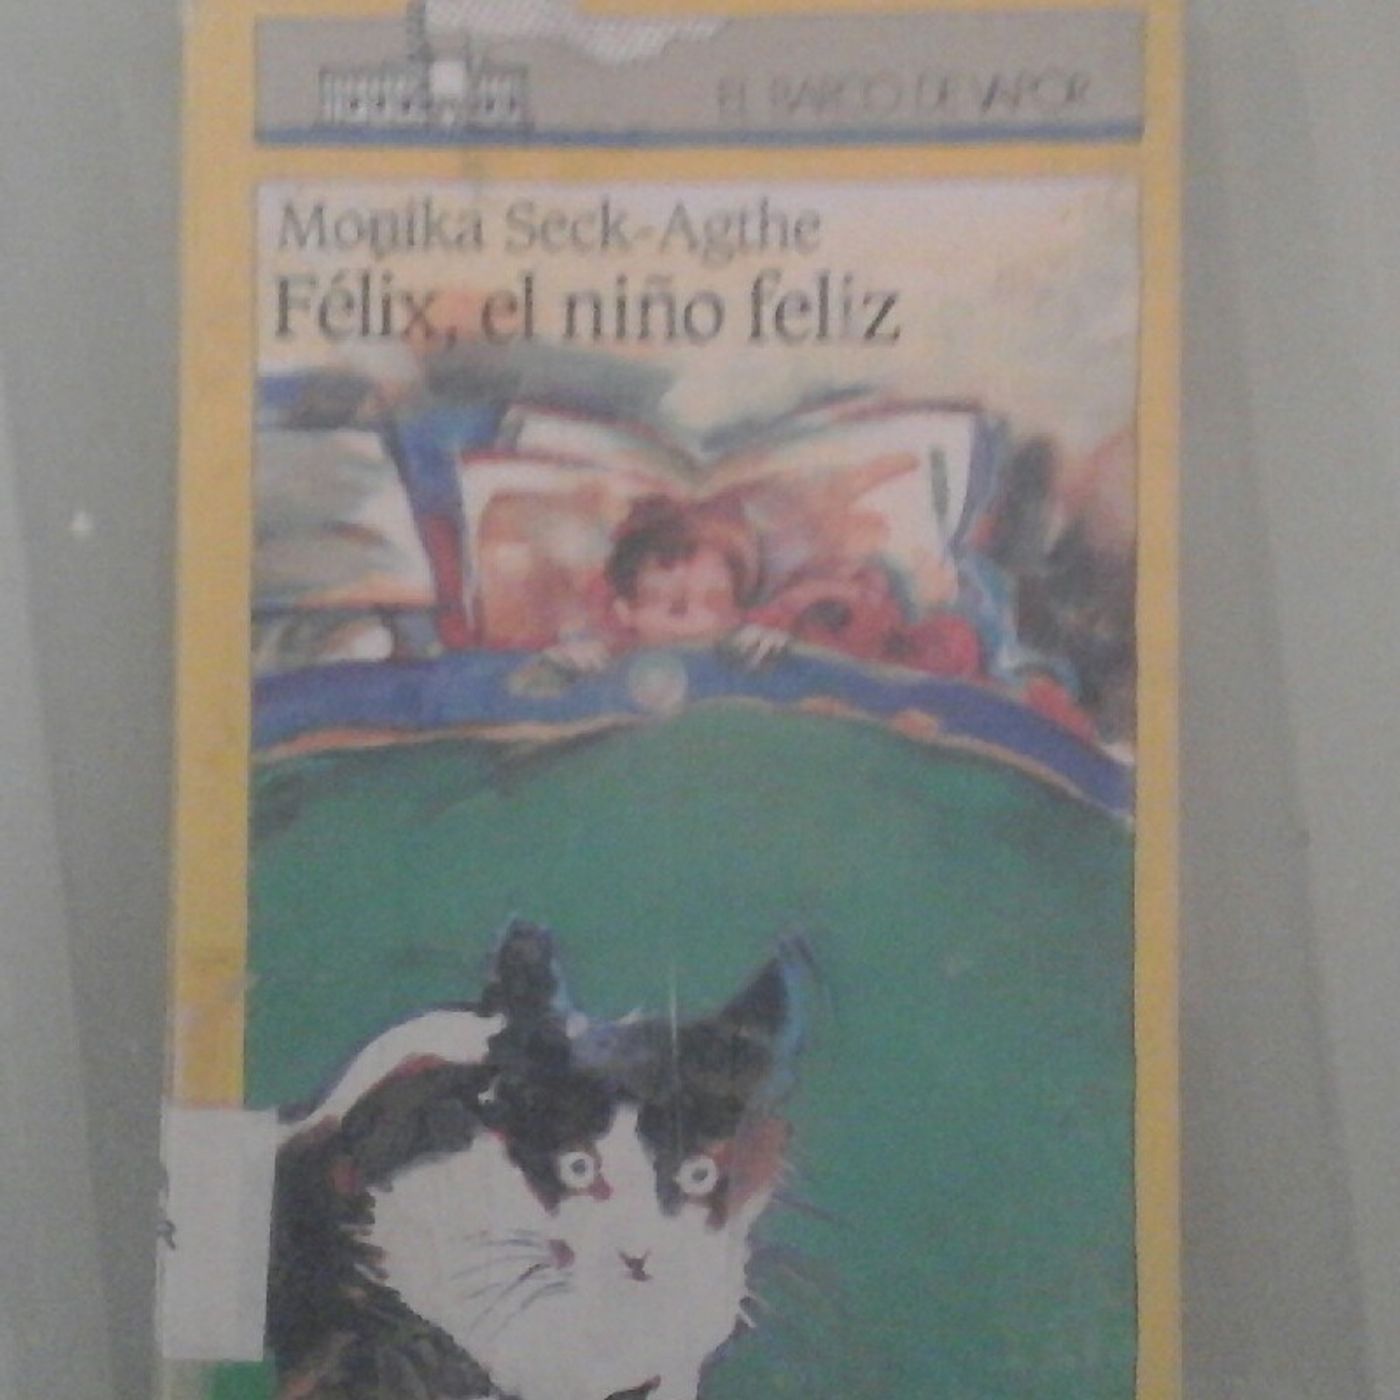 EL BARCO DE VAPOR
Monika Seck-Agthe
Félix, el niño feliz
R